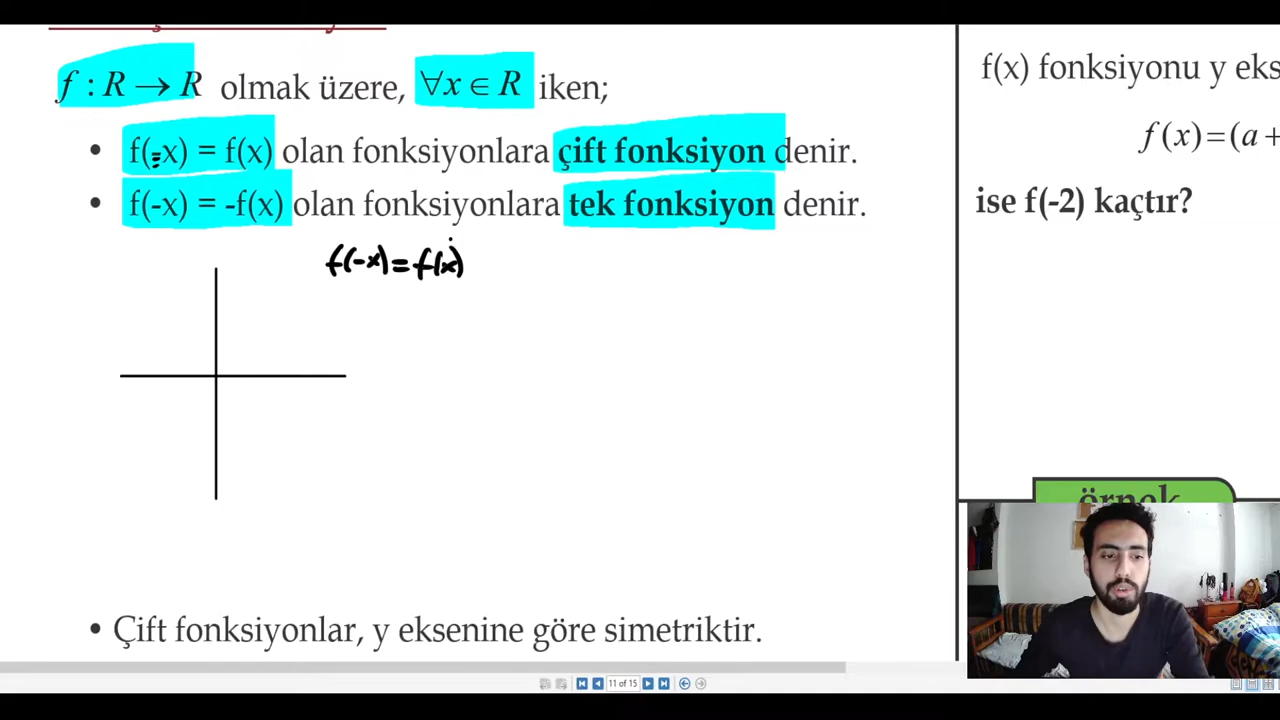 f : R → R olmak üzere, ∀x ∈ R iken;
• f(-x) = f(x) olan fonksiyonlara çift fonksiyon denir.
• f(-x) = -f(x) olan fonksiyonlara tek fonksiyon denir.
f(-x)=f(x)
• Çift fonksiyonlar, y eksenine göre simetriktir.
f(x) fonksiyonu y eks
f(x)=(a+
ise f(-2) kaçtır?
örnek
11 of 15